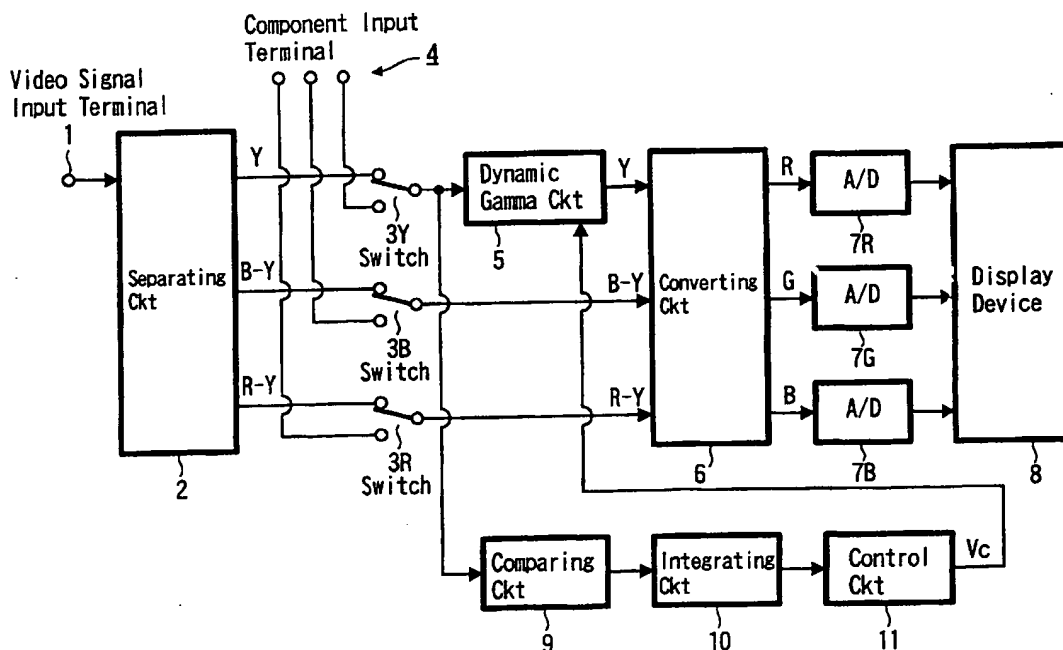 Component Input
Terminal
4
Video Signal
Input Terminal
1
Y
Dynamic
Gamma Ckt
5
Y
R
A/D
7R
3Y
Switch
Separating
Ckt
2
B-Y
3B
Switch
B-Y
Converting
Ckt
6
G
A/D
7G
Display
Device
8
R-Y
3R
Switch
R-Y
B
A/D
7B
Comparing
Ckt
9
Integrating
Ckt
10
Control
Ckt
11
Vc